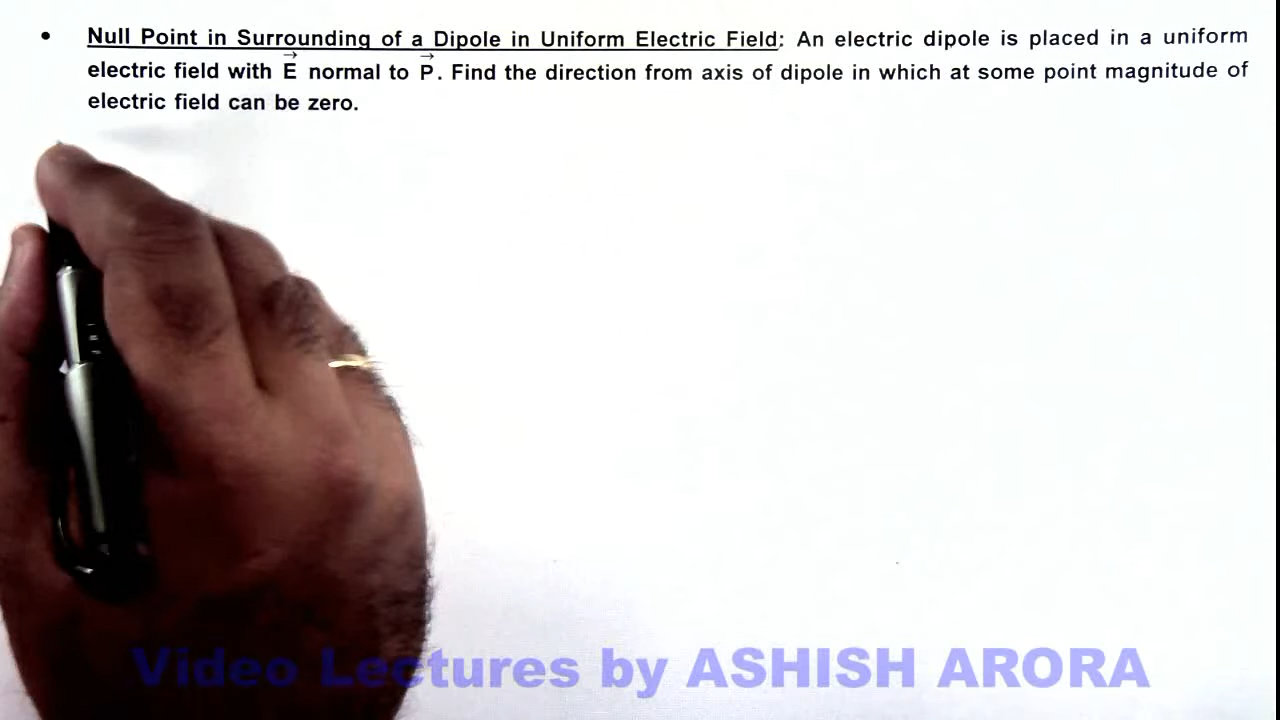 • Null Point in Surrounding of a Dipole in Uniform Electric Field: An electric dipole is placed in a uniform
electric field with E⃗ normal to P⃗. Find the direction from axis of dipole in which at some point magnitude of
electric field can be zero.
Video Lectures by ASHISH ARORA